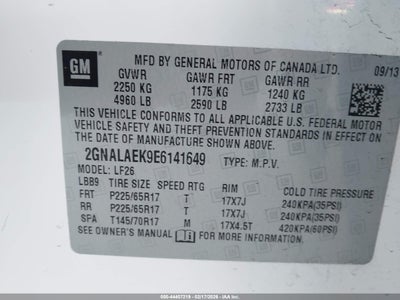 GM
MFD BY GENERAL MOTORS OF CANADA LTD.
09/13
GVWR GAWR FRT GAWR RR
2250 KG 1175 KG 1240 KG
4960 LB 2590 LB 2733 LB
THIS VEHICLE CONFORMS TO ALL APPLICABLE U.S. FEDERAL MOTOR
VEHICLE SAFETY AND THEFT PREVENTION STANDARDS IN EFFECT ON THE
DATE OF MANUFACTURE SHOWN ABOVE.
2GNALAEK9E6141649 TYPE: M.P.V.
MODEL: LF26
LBB9 TIRE SIZE SPEED RTG RIM COLD TIRE PRESSURE
FRT P225/65R17 T 17X7J 240KPA(35PSI)
RR P225/65R17 T 17X7J 240KPA(35PSI)
SFA T145/70R17 M 17X4.5T 420KPA(60PSI)
SEE OWNER'S MANUAL FOR ADDITIONAL INFORMATION.